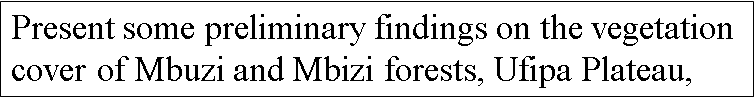 Present some preliminary findings on the vegetation
cover of Mbuzi and Mbizi forests, Ufipa Plateau,